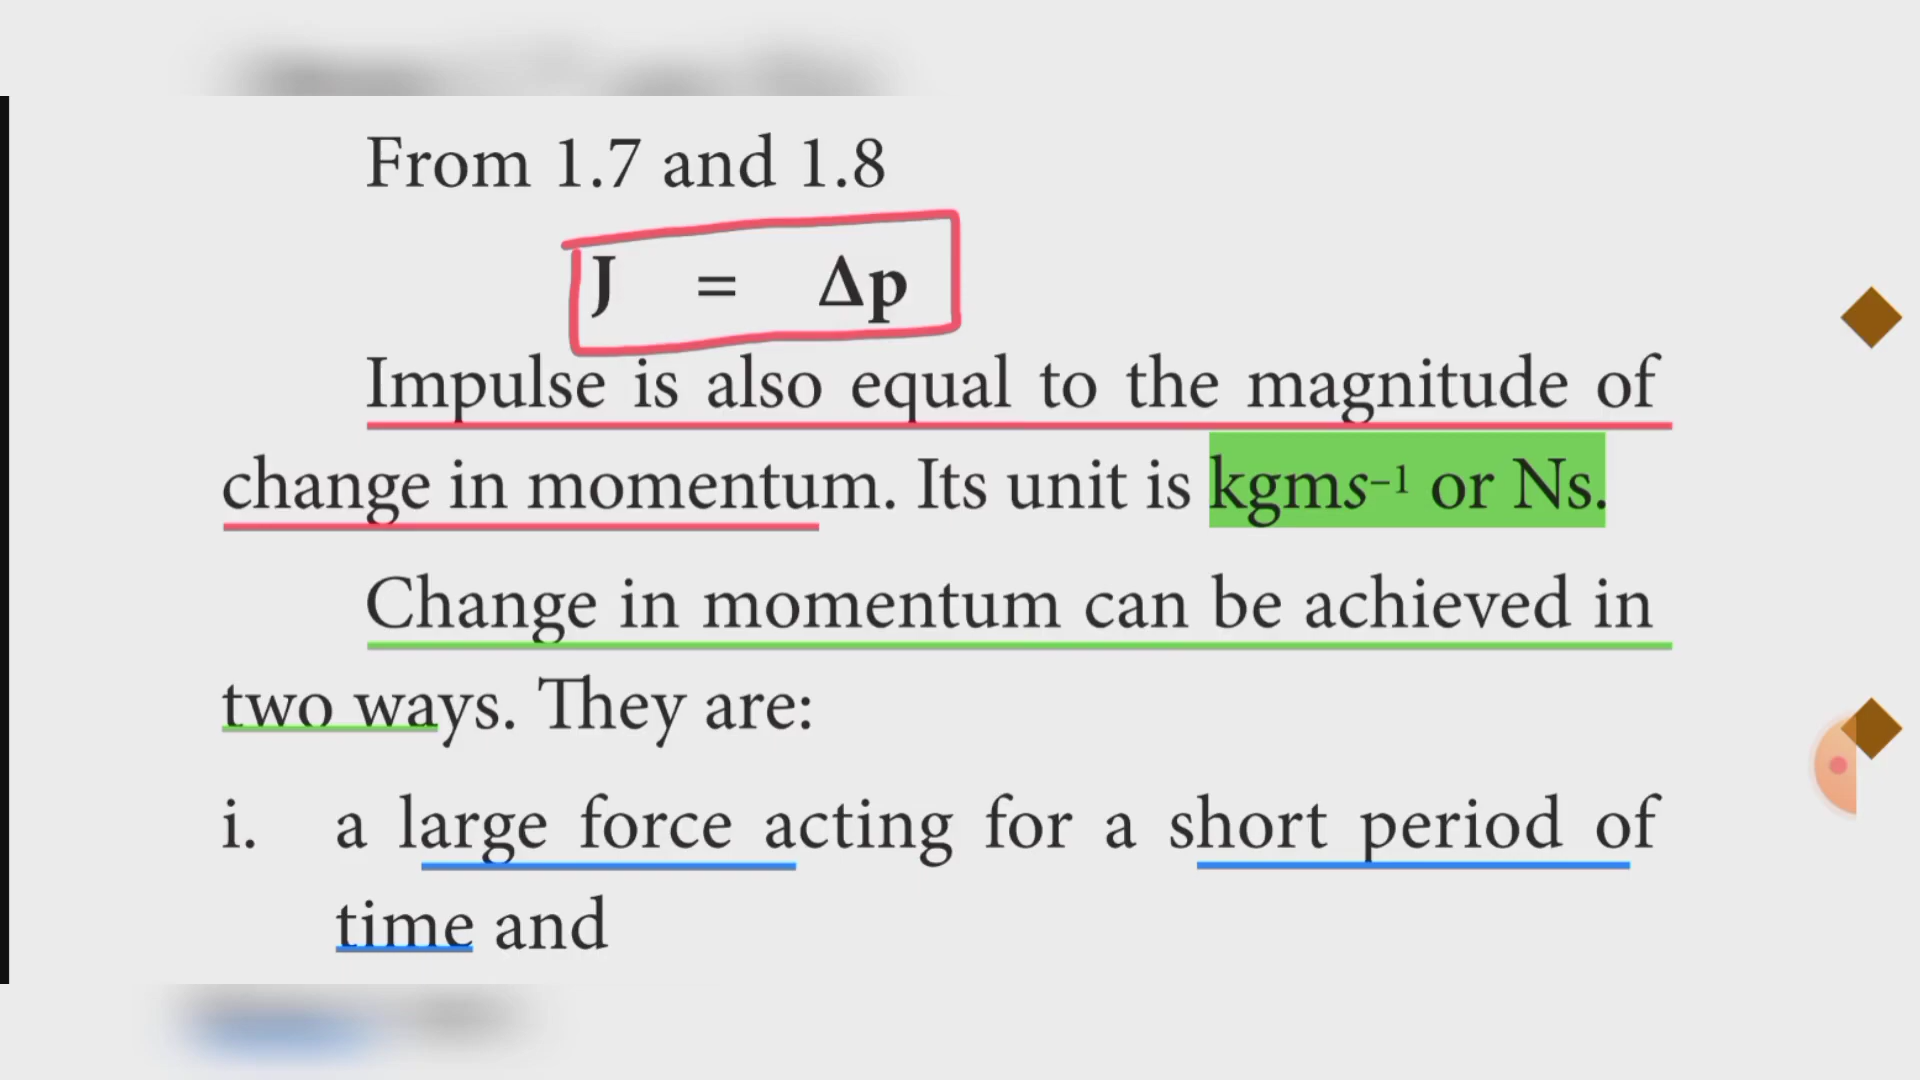 From 1.7 and 1.8
J = Δp
Impulse is also equal to the magnitude of
change in momentum. Its unit is kgms⁻¹ or Ns.
Change in momentum can be achieved in
two ways. They are:
i. a large force acting for a short period of
time and